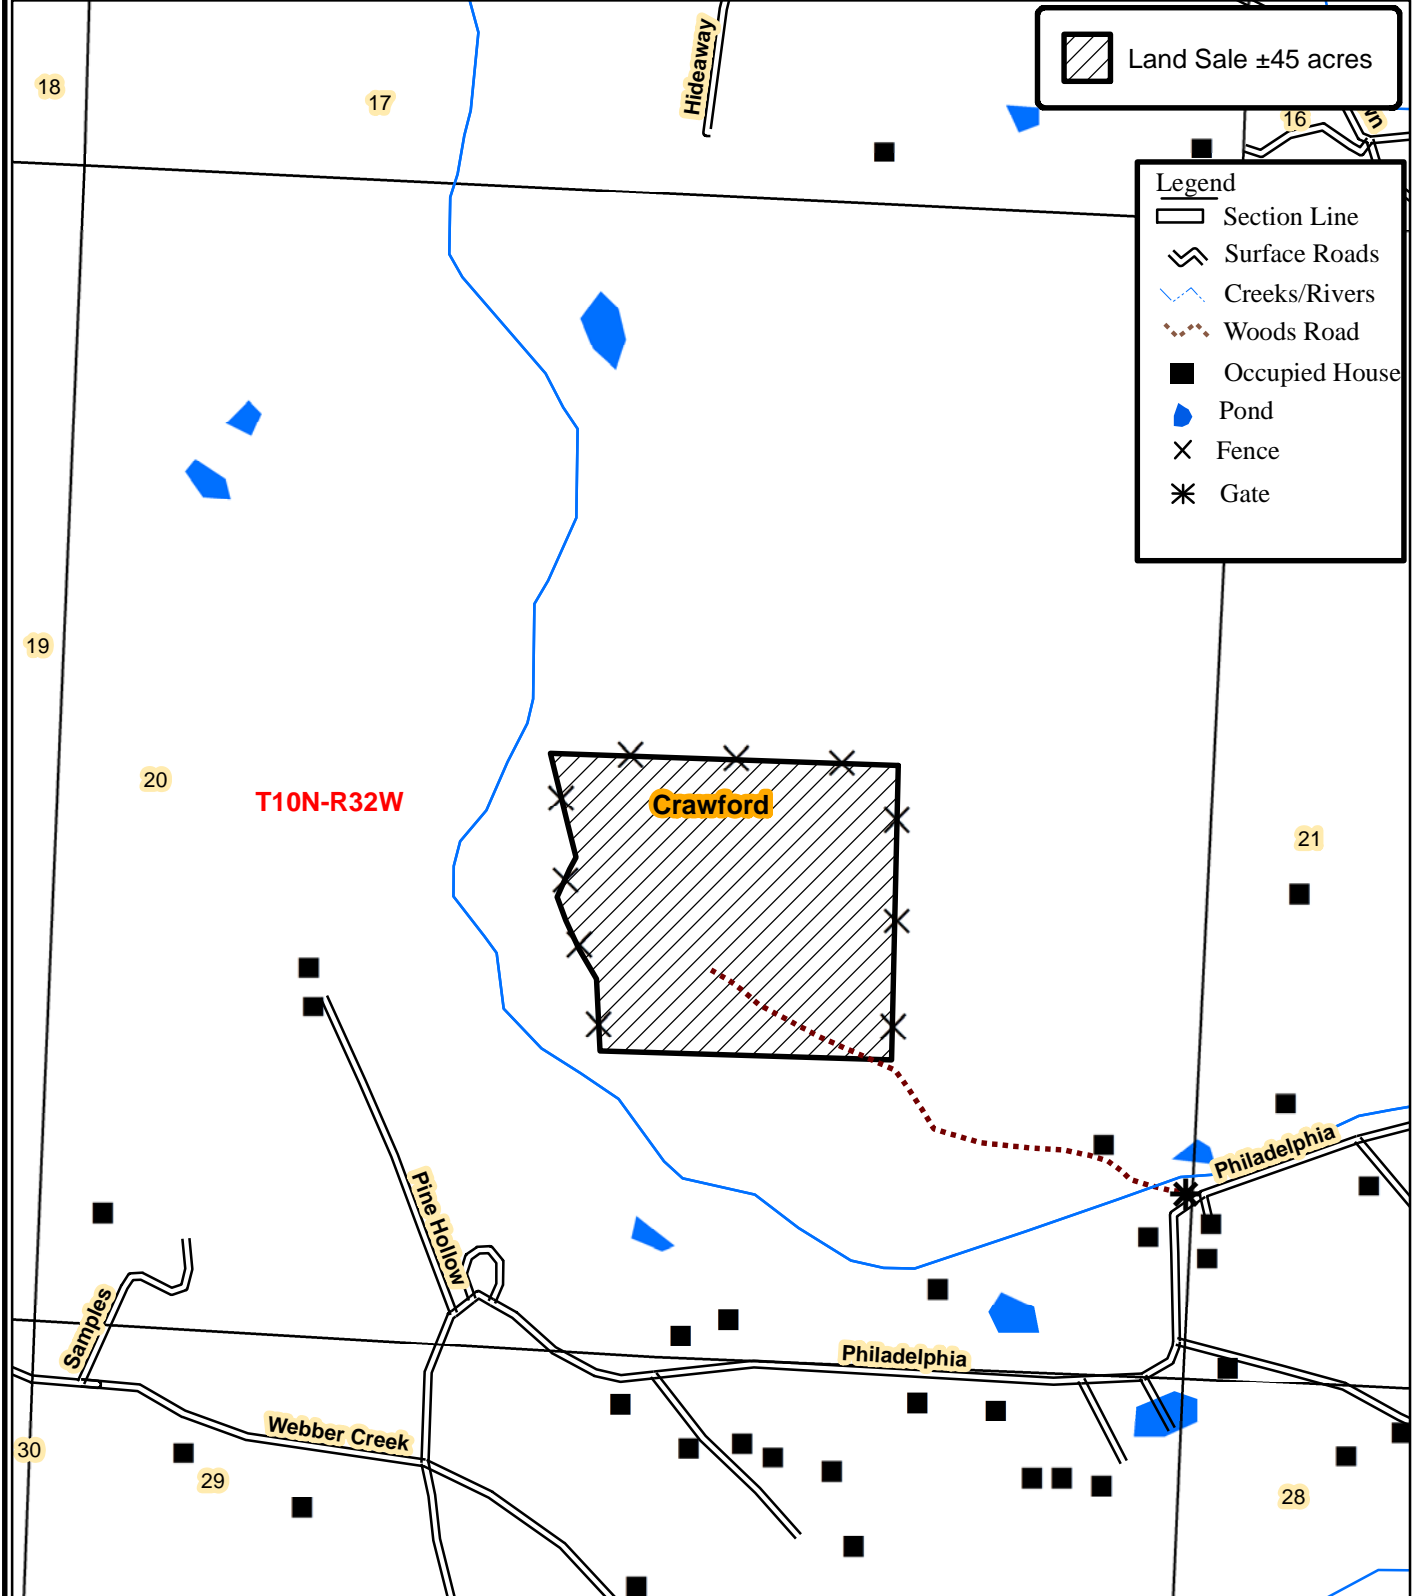 Hideaway
Land Sale ±45 acres
18
17
16
wn
Legend
Section Line
Surface Roads
Creeks/Rivers
Woods Road
Occupied House
Pond
Fence
Gate
19
20
T10N-R32W
Crawford
21
Philadelphia
Pine Hollow
Samples
Philadelphia
Webber Creek
30
29
28